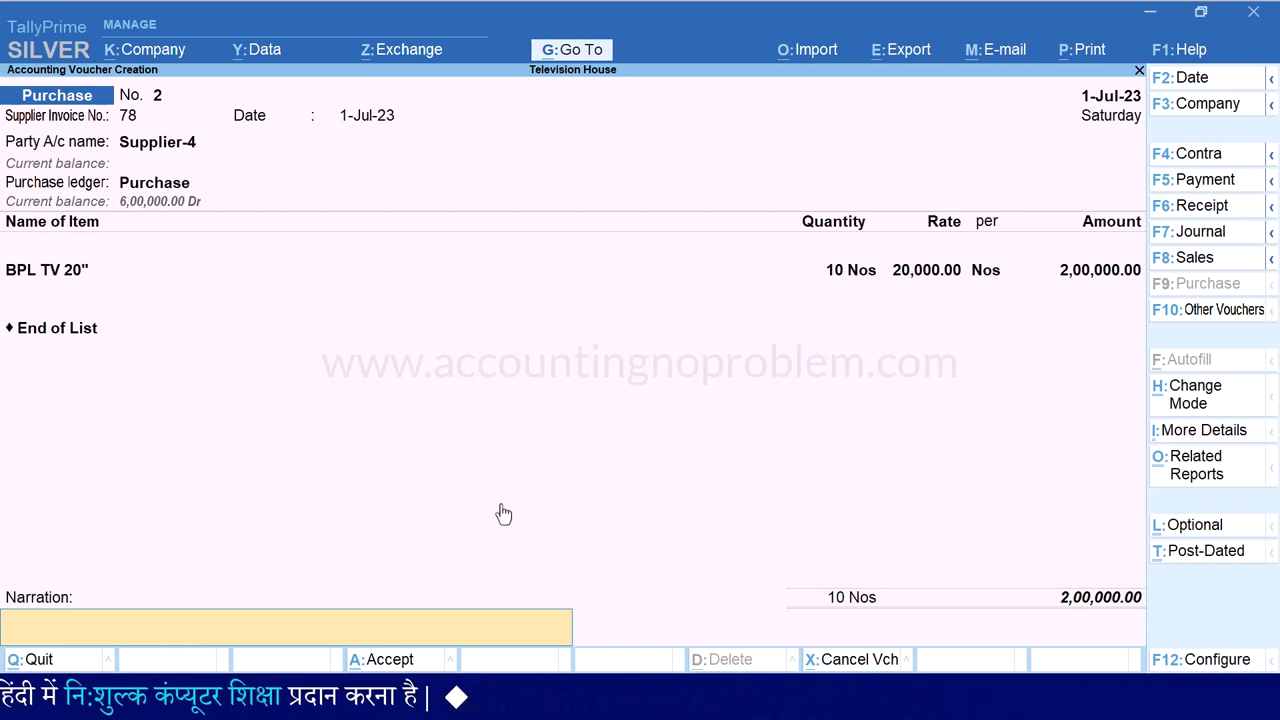 TallyPrime MANAGE
SILVER K:Company Y:Data Z:Exchange G:Go To O:Import E:Export M:E-mail P:Print F1:Help
Accounting Voucher Creation Television House
Purchase No. 2 1-Jul-23
Supplier Invoice No.: 78 Date : 1-Jul-23 Saturday
Party A/c name: Supplier-4
Current balance:
Purchase ledger: Purchase
Current balance: 6,00,000.00 Dr
Name of Item Quantity Rate per Amount
BPL TV 20" 10 Nos 20,000.00 Nos 2,00,000.00
♦ End of List
www.accountingnoproblem.com
Narration: 10 Nos 2,00,000.00
Q:Quit A:Accept D:Delete X:Cancel Vch
F2:Date
F3:Company
F4:Contra
F5:Payment
F6:Receipt
F7:Journal
F8:Sales
F9:Purchase
F10:Other Vouchers
F:Autofill
H:Change
Mode
I:More Details
O:Related
Reports
L:Optional
T:Post-Dated
F12:Configure
हिंदी में नि:शुल्क कंप्यूटर शिक्षा प्रदान करना है | ◆